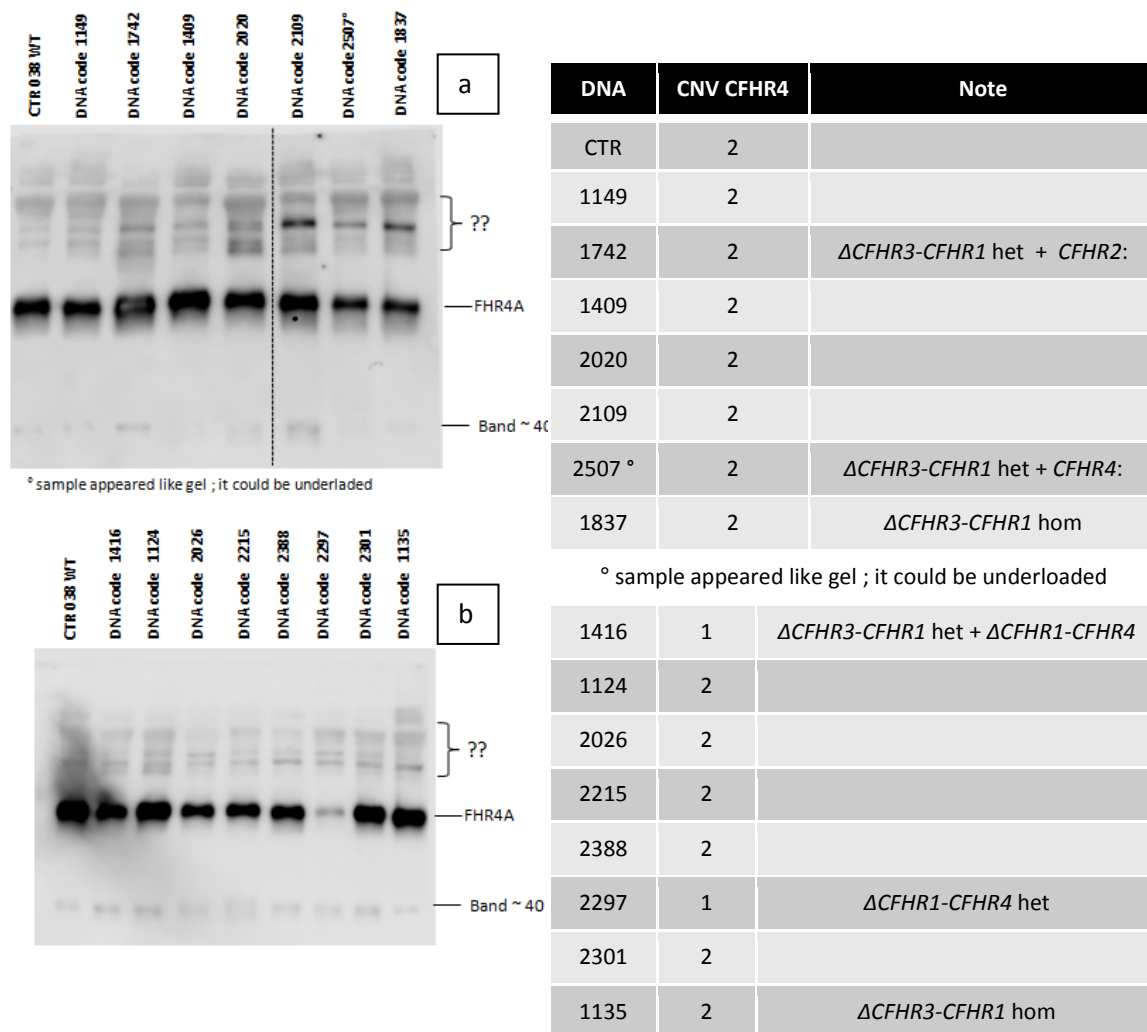 CTR 038 WT
DNA code 1149
DNA code 1742
DNA code 1409
DNA code 2020
DNA code 2109
DNA code 2507°
DNA code 1837
a
??
FHR4A
Band ~ 40
° sample appeared like gel ; it could be underladed
CTR 038 WT
DNA code 1416
DNA code 1124
DNA code 2026
DNA code 2215
DNA code 2388
DNA code 2297
DNA code 2301
DNA code 1135
b
??
FHR4A
Band ~ 40
DNA CNV CFHR4 Note
CTR 2
1149 2
1742 2 ΔCFHR3-CFHR1 het + CFHR2:
1409 2
2020 2
2109 2
2507 ° 2 ΔCFHR3-CFHR1 het + CFHR4:
1837 2 ΔCFHR3-CFHR1 hom
° sample appeared like gel ; it could be underloaded
1416 1 ΔCFHR3-CFHR1 het + ΔCFHR1-CFHR4
1124 2
2026 2
2215 2
2388 2
2297 1 ΔCFHR1-CFHR4 het
2301 2
1135 2 ΔCFHR3-CFHR1 hom